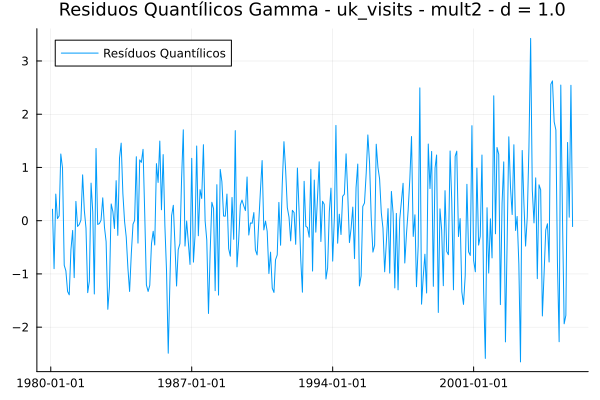 Residuos Quantílicos Gamma - uk_visits - mult2 - d = 1.0
Resíduos Quantílicos
3
2
1
0
−1
−2
1980-01-01 1987-01-01 1994-01-01 2001-01-01